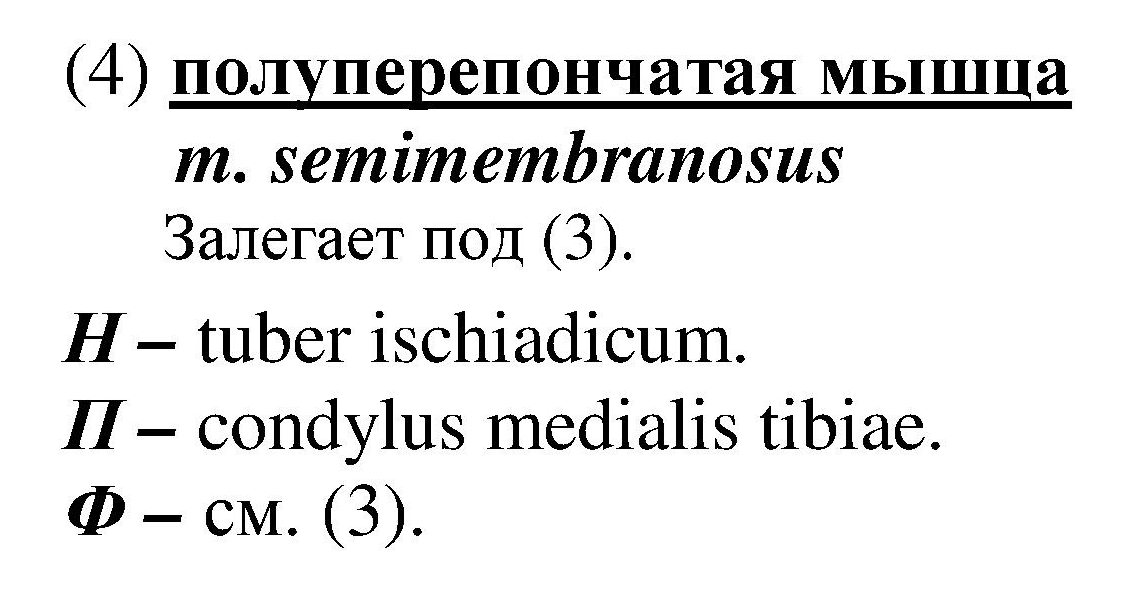 (4) полуперепончатая мышца
m. semimembranosus
Залегает под (3).
Н – tuber ischiadicum.
П – condylus medialis tibiae.
Ф – см. (3).